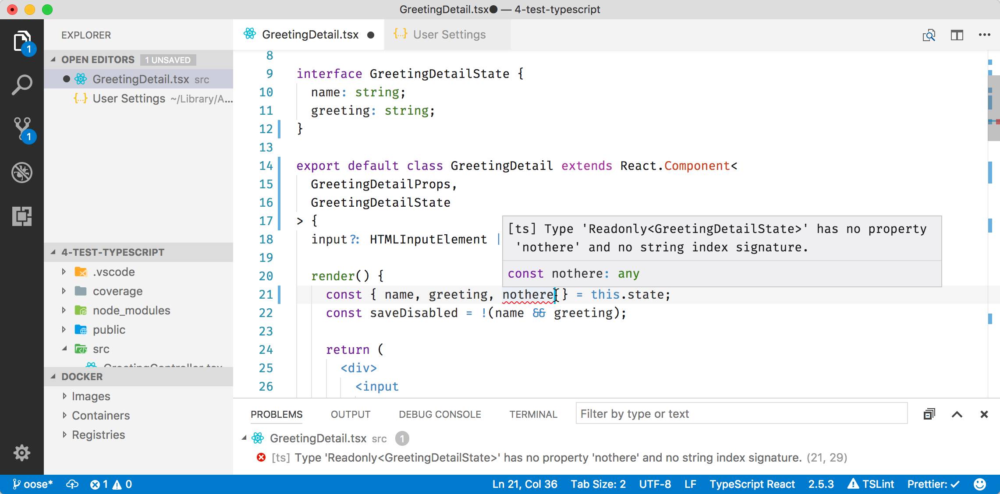 GreetingDetail.tsx● — 4-test-typescript
EXPLORER
OPEN EDITORS 1 UNSAVED
GreetingDetail.tsx src
{..} User Settings ~/Library/A...
4-TEST-TYPESCRIPT
.vscode
coverage
node_modules
public
src
GreetingController.tsx
DOCKER
Images
Containers
Registries
1
1
GreetingDetail.tsx ●
{..} User Settings
8
9 interface GreetingDetailState {
10 name: string;
11 greeting: string;
12 }
13
14 export default class GreetingDetail extends React.Component<
15 GreetingDetailProps,
16 GreetingDetailState
17 > {
18 input?: HTMLInputElement |
19
20 render() {
21 const { name, greeting, nothere{} = this.state;
22 const saveDisabled = !(name && greeting);
23
24 return (
25 <div>
26 <input
[ts] Type 'Readonly<GreetingDetailState>' has no property
'nothere' and no string index signature.
const nothere: any
PROBLEMS OUTPUT DEBUG CONSOLE TERMINAL Filter by type or text
GreetingDetail.tsx src 1
[ts] Type 'Readonly<GreetingDetailState>' has no property 'nothere' and no string index signature. (21, 29)
oose* 1 0 Ln 21, Col 36 Tab Size: 2 UTF-8 LF TypeScript React 2.5.3 TSLint Prettier: ✓